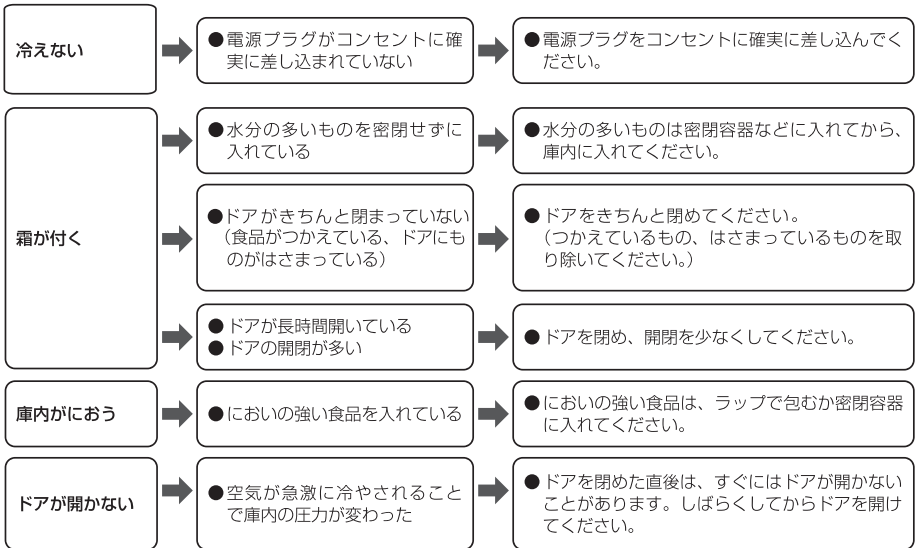 冷えない
●電源プラグがコンセントに確
実に差し込まれていない
●電源プラグをコンセントに確実に差し込んでく
ださい。
霜が付く
●水分の多いものを密閉せずに
入れている
●水分の多いものは密閉容器などに入れてから、
庫内に入れてください。
●ドアがきちんと閉まっていない
(食品がつかえている、ドアにも
のがはさまっている)
●ドアをきちんと閉めてください。
(つかえているもの、はさまっているものを取
り除いてください。)
●ドアが長時間開いている
●ドアの開閉が多い
●ドアを閉め、開閉を少なくしてください。
庫内がにおう
●においの強い食品を入れている
●においの強い食品は、ラップで包むか密閉容器
に入れてください。
ドアが開かない
●空気が急激に冷やされること
で庫内の圧力が変わった
●ドアを閉めた直後は、すぐにはドアが開かない
ことがあります。しばらくしてからドアを開け
てください。